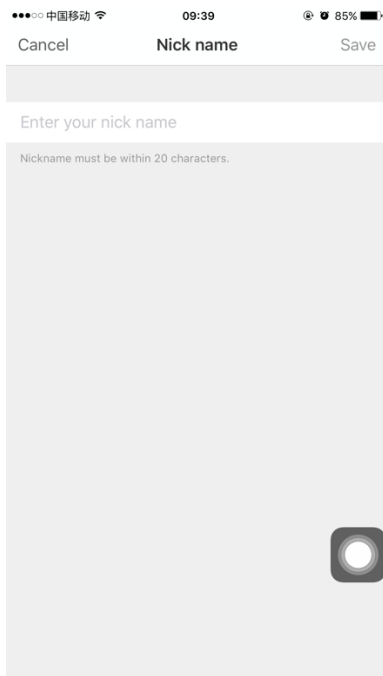 中国移动 09:39 85%
Cancel Nick name Save
Enter your nick name
Nickname must be within 20 characters.